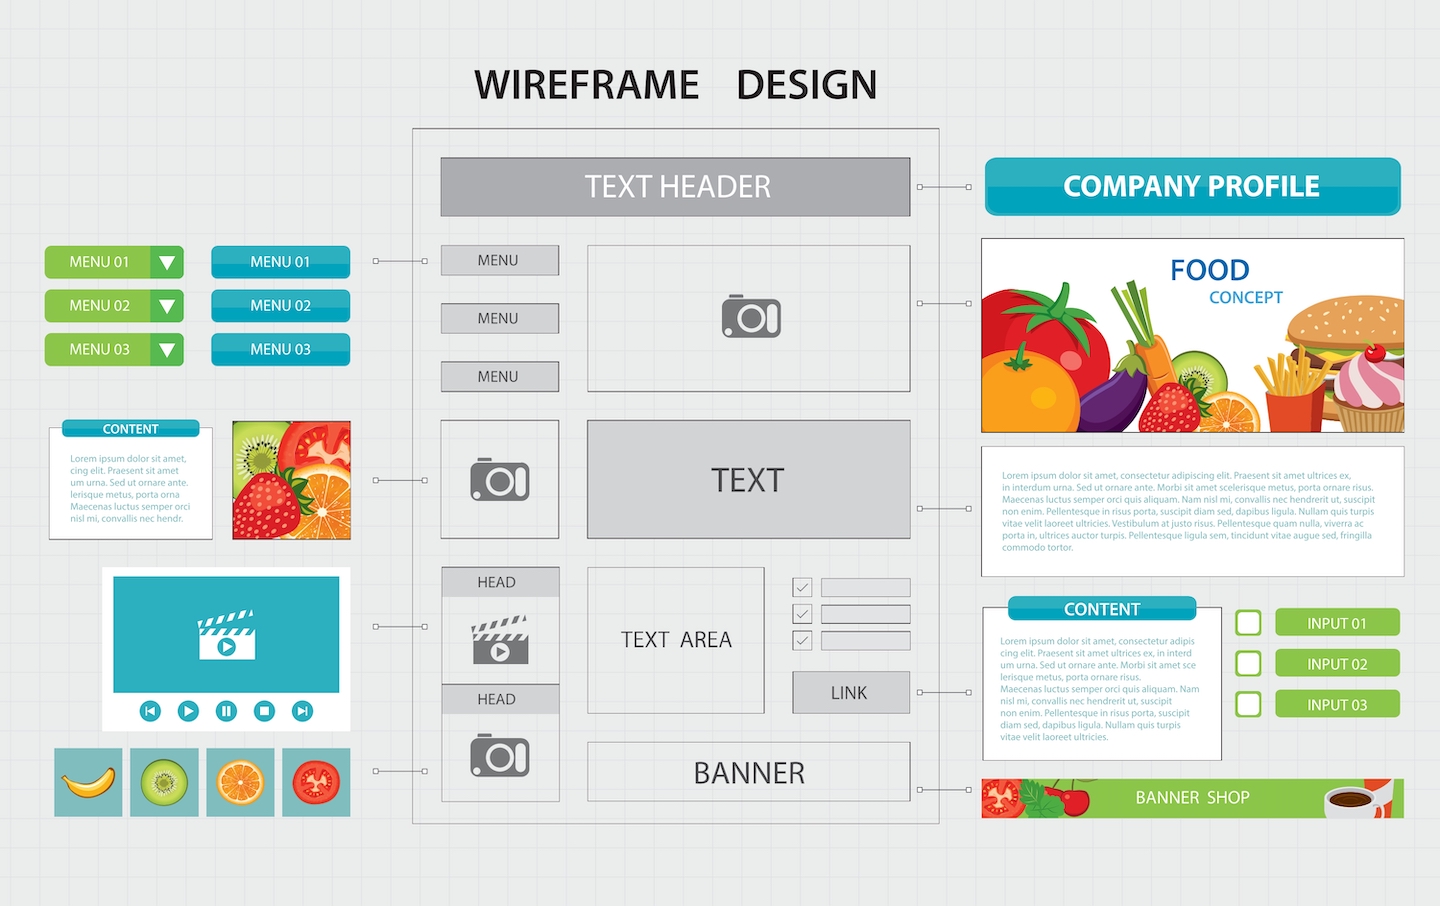 WIREFRAME DESIGN
TEXT HEADER
MENU
MENU
MENU
TEXT
HEAD
HEAD
TEXT AREA
LINK
BANNER
MENU 01
MENU 02
MENU 03
MENU 01
MENU 02
MENU 03
CONTENT
Lorem ipsum dolor sit amet,
cing elit. Praesent sit amet
um urna. Sed ut ornare ante.
lerisque metus, porta orna
Maecenas luctus semper orci
nisl mi, convallis nec hendr.
COMPANY PROFILE
FOOD
CONCEPT
Lorem ipsum dolor sit amet, consectetur adipiscing elit. Praesent sit amet ultrices ex,
in interdum urna. Sed ut ornare ante. Morbi sit amet scelerisque metus, porta ornare risus.
Maecenas luctus semper orci quis aliquam. Nam nisl mi, convallis nec hendrerit ut, suscipit
non enim. Pellentesque in risus porta, suscipit diam sed, dapibus ligula. Nullam quis turpis
vitae velit laoreet ultricies. Vestibulum at justo risus. Pellentesque quam nulla, viverra ac
porta in, ultrices auctor turpis. Pellentesque ligula sem, tincidunt vitae augue sed, fringilla
commodo tortor.
CONTENT
Lorem ipsum dolor sit amet, consectetur adipis
cing elit. Praesent sit amet ultrices ex, in interd
um urna. Sed ut ornare ante. Morbi sit amet sce
lerisque metus, porta ornare risus.
Maecenas luctus semper orci quis aliquam. Nam
nisl mi, convallis nec hendrerit ut, suscipit
non enim. Pellentesque in risus porta, suscipit
diam sed, dapibus ligula. Nullam quis turpis
vitae velit laoreet ultricies.
INPUT 01
INPUT 02
INPUT 03
BANNER SHOP